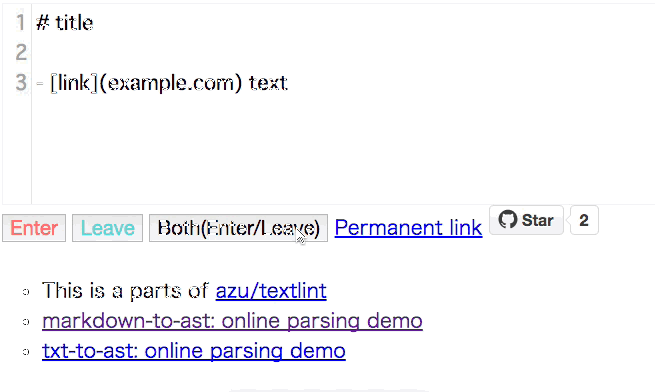 1 # title
2
3 - [link](example.com) text
Enter Leave Both(Enter/Leave) Permanent link Star 2
This is a parts of azu/textlint
markdown-to-ast: online parsing demo
txt-to-ast: online parsing demo